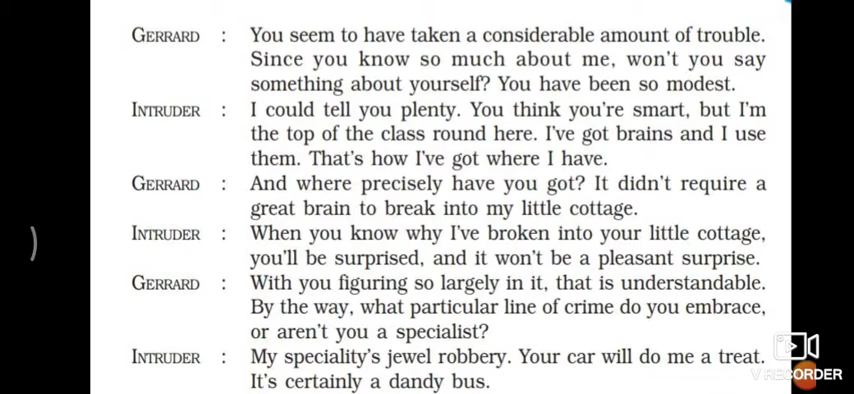 GERRARD : You seem to have taken a considerable amount of trouble.
Since you know so much about me, won't you say
something about yourself? You have been so modest.
INTRUDER : I could tell you plenty. You think you're smart, but I'm
the top of the class round here. I've got brains and I use
them. That's how I've got where I have.
GERRARD : And where precisely have you got? It didn't require a
great brain to break into my little cottage.
INTRUDER : When you know why I've broken into your little cottage,
you'll be surprised, and it won't be a pleasant surprise.
GERRARD : With you figuring so largely in it, that is understandable.
By the way, what particular line of crime do you embrace,
or aren't you a specialist?
INTRUDER : My speciality's jewel robbery. Your car will do me a treat.
It's certainly a dandy bus.
V RECORDER